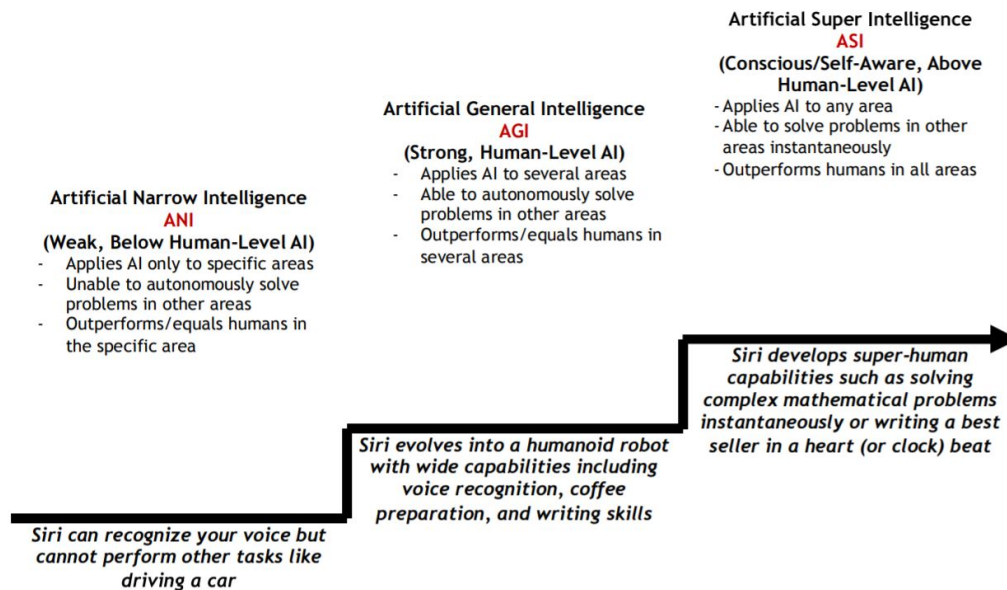 Artificial Narrow Intelligence
ANI
(Weak, Below Human-Level AI)
- Applies AI only to specific areas
- Unable to autonomously solve
problems in other areas
- Outperforms/equals humans in
the specific area
Siri can recognize your voice but
cannot perform other tasks like
driving a car
Artificial General Intelligence
AGI
(Strong, Human-Level AI)
- Applies AI to several areas
- Able to autonomously solve
problems in other areas
- Outperforms/equals humans in
several areas
Siri evolves into a humanoid robot
with wide capabilities including
voice recognition, coffee
preparation, and writing skills
Artificial Super Intelligence
ASI
(Conscious/Self-Aware, Above
Human-Level AI)
- Applies AI to any area
- Able to solve problems in other
areas instantaneously
- Outperforms humans in all areas
Siri develops super-human
capabilities such as solving
complex mathematical problems
instantaneously or writing a best
seller in a heart (or clock) beat